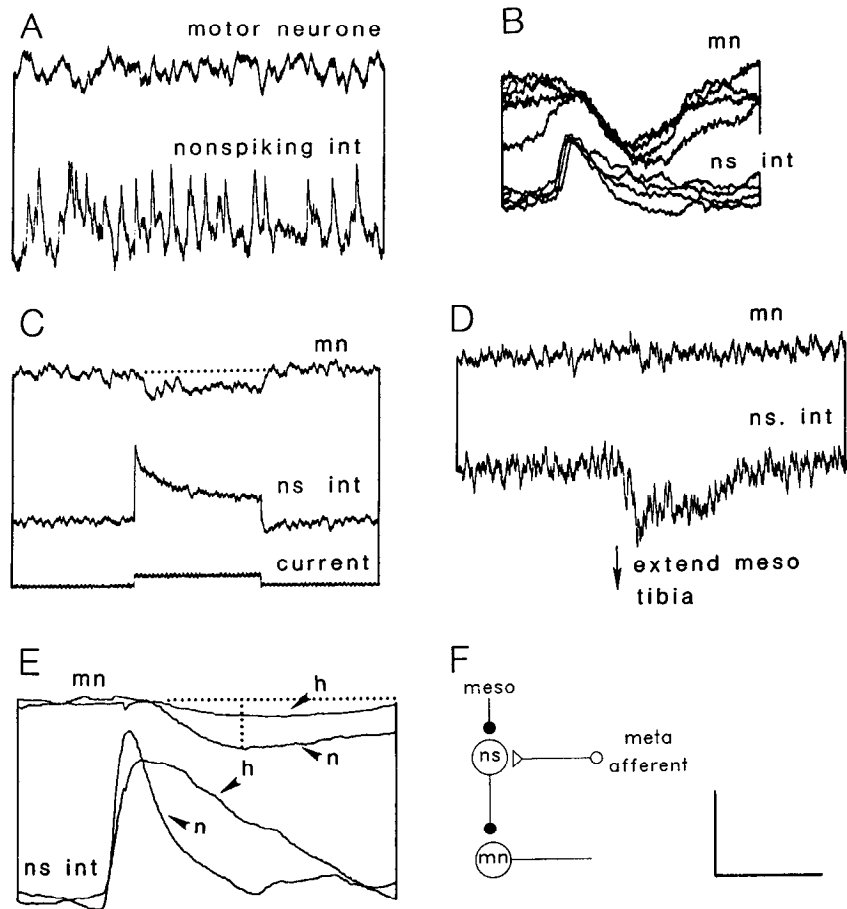 A
motor neurone
nonspiking int
B
mn
ns int
C
mn
ns int
current
D
mn
ns. int
extend meso
tibia
E
mn
h
n
h
n
ns int
F
meso
ns
meta
afferent
mn